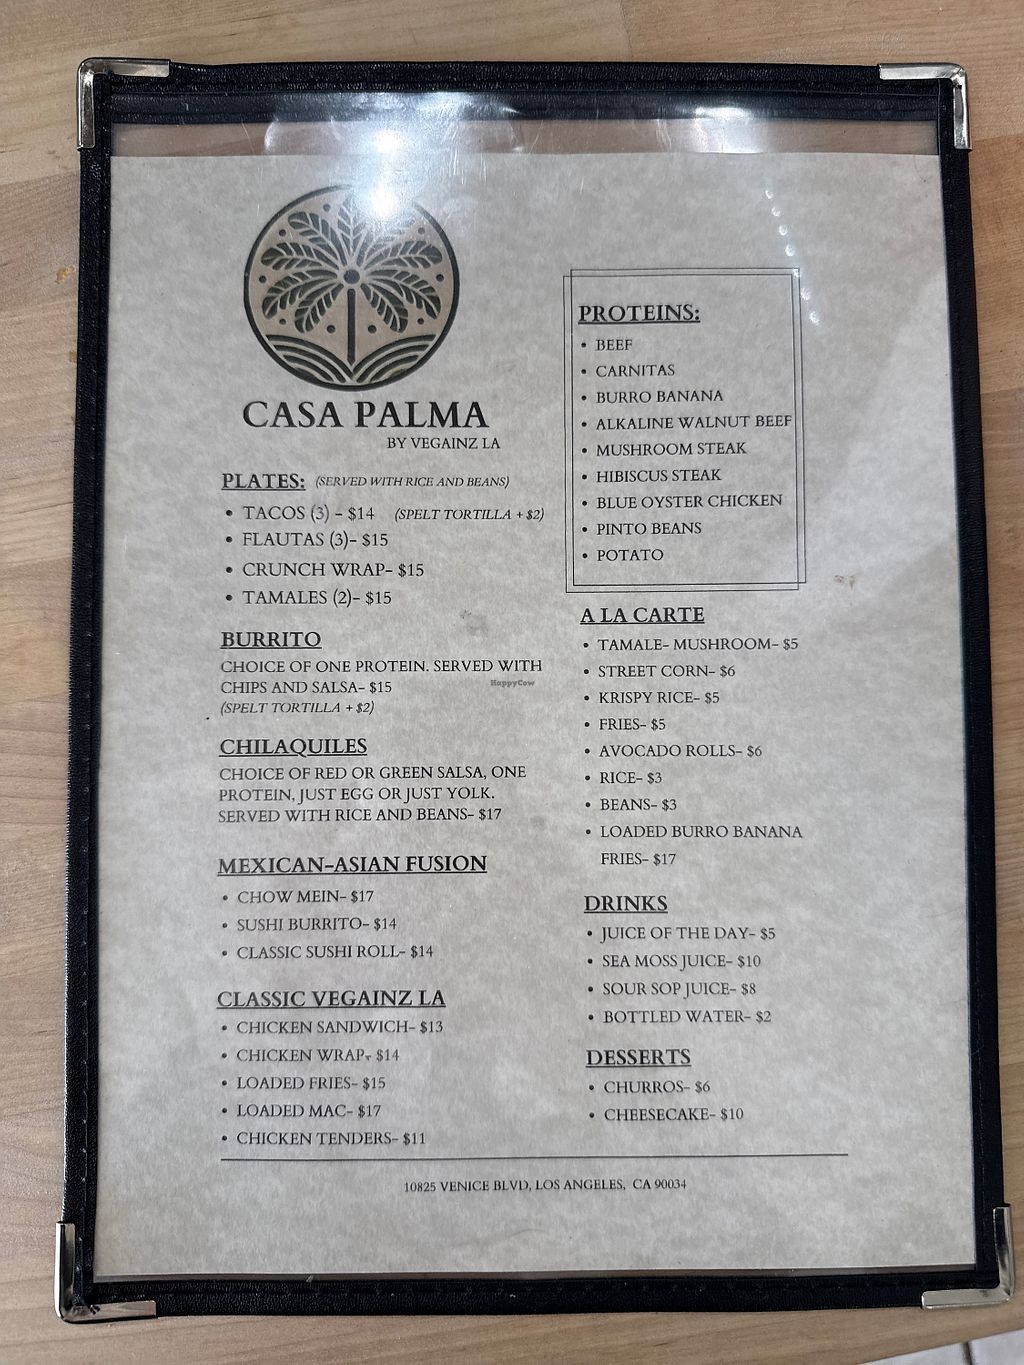 CASA PALMA
BY VEGAINZ LA
PLATES: (SERVED WITH RICE AND BEANS)
• TACOS (3) – $14 (SPELT TORTILLA + $2)
• FLAUTAS (3)– $15
• CRUNCH WRAP– $15
• TAMALES (2)– $15
BURRITO
CHOICE OF ONE PROTEIN. SERVED WITH
CHIPS AND SALSA– $15
(SPELT TORTILLA + $2)
CHILAQUILES
CHOICE OF RED OR GREEN SALSA, ONE
PROTEIN, JUST EGG OR JUST YOLK.
SERVED WITH RICE AND BEANS– $17
MEXICAN–ASIAN FUSION
• CHOW MEIN– $17
• SUSHI BURRITO– $14
• CLASSIC SUSHI ROLL– $14
CLASSIC VEGAINZ LA
• CHICKEN SANDWICH– $13
• CHICKEN WRAP– $14
• LOADED FRIES– $15
• LOADED MAC– $17
• CHICKEN TENDERS– $11
PROTEINS:
• BEEF
• CARNITAS
• BURRO BANANA
• ALKALINE WALNUT BEEF
• MUSHROOM STEAK
• HIBISCUS STEAK
• BLUE OYSTER CHICKEN
• PINTO BEANS
• POTATO
A LA CARTE
• TAMALE– MUSHROOM– $5
• STREET CORN– $6
• KRISPY RICE– $5
• FRIES– $5
• AVOCADO ROLLS– $6
• RICE– $3
• BEANS– $3
• LOADED BURRO BANANA
FRIES– $17
DRINKS
• JUICE OF THE DAY– $5
• SEA MOSS JUICE– $10
• SOUR SOP JUICE– $8
• BOTTLED WATER– $2
DESSERTS
• CHURROS– $6
• CHEESECAKE– $10
10825 VENICE BLVD, LOS ANGELES, CA 90034
HappyCow